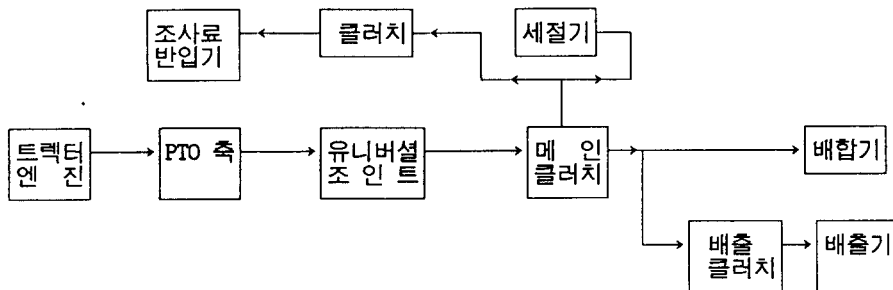 조사료
반입기
클러치
세절기
트렉터
엔 진
PTO 축
유니버셜
조 인 트
메 인
클러치
배합기
배출
클러치
배출기